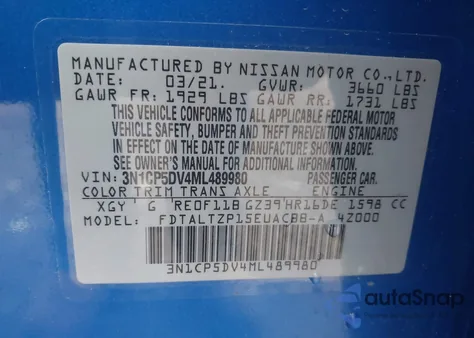 MANUFACTURED BY NISSAN MOTOR CO.,LTD.
DATE: 03/21. GVWR: 3660 LBS
GAWR FR: 1929 LBS GAWR RR: 1731 LBS
THIS VEHICLE CONFORMS TO ALL APPLICABLE FEDERAL MOTOR
VEHICLE SAFETY, BUMPER AND THEFT PREVENTION STANDARDS
IN EFFECT ON THE DATE OF MANUFACTURE SHOWN ABOVE.
SEE OWNER'S MANUAL FOR ADDITIONAL INFORMATION
VIN: 3N1CP5DV4ML489980 PASSENGER CAR.
COLOR TRIM TRANS AXLE ENGINE
XGY' G 'RE0F11B GZ39'HR16DE 1598 CC
MODEL: FDTALTZP15EUACBB-A 4Z000
3N1CP5DV4ML489980
autoSnap